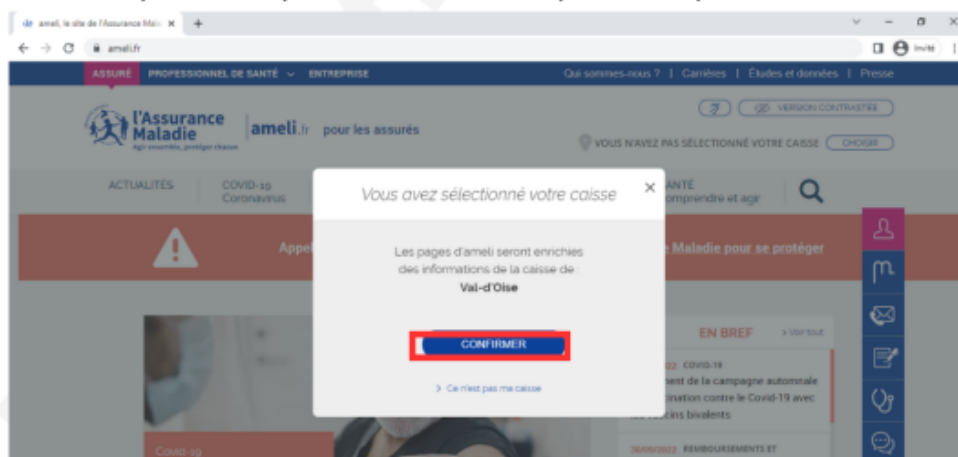 ameli, le site de l'Assurance Mala
ameli.fr
Invité
ASSURÉ PROFESSIONNEL DE SANTÉ ENTREPRISE
Qui sommes-nous ? | Carrières | Études et données | Presse
l'Assurance
Maladie
Agir ensemble, protéger chacun
ameli.fr pour les assurés
VERSION CONTRASTÉE
VOUS N'AVEZ PAS SÉLECTIONNÉ VOTRE CAISSE CHOISIR
ACTUALITÉS
COVID-19
Coronavirus
omprendre et agir
Vous avez sélectionné votre caisse
Les pages d'ameli seront enrichies
des informations de la caisse de :
Val-d'Oise
CONFIRMER
> Ce n'est pas ma caisse
Appel
Maladie pour se protéger
EN BREF > Voir tout
COVID-19
ent de la campagne automnale
ination contre le Covid-19 avec
cins bivalents
REMBOURSEMENTS ET
Covid-19